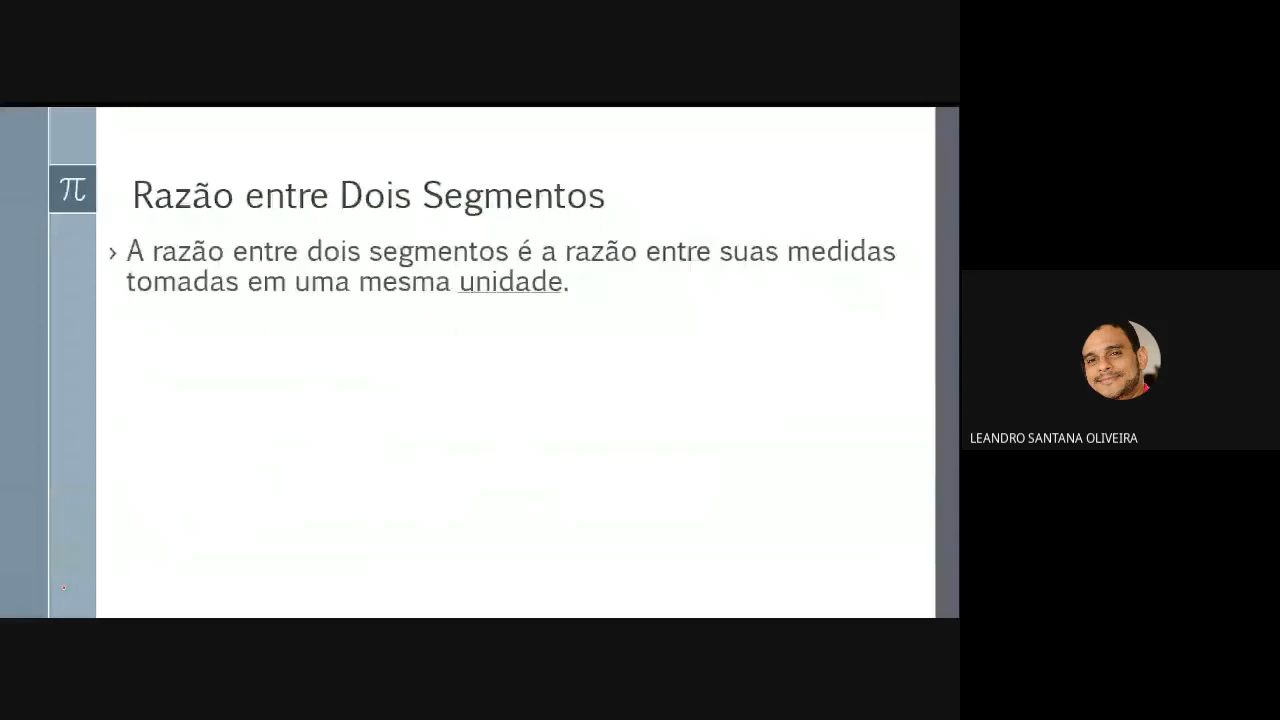 π
Razão entre Dois Segmentos
› A razão entre dois segmentos é a razão entre suas medidas
tomadas em uma mesma unidade.
LEANDRO SANTANA OLIVEIRA